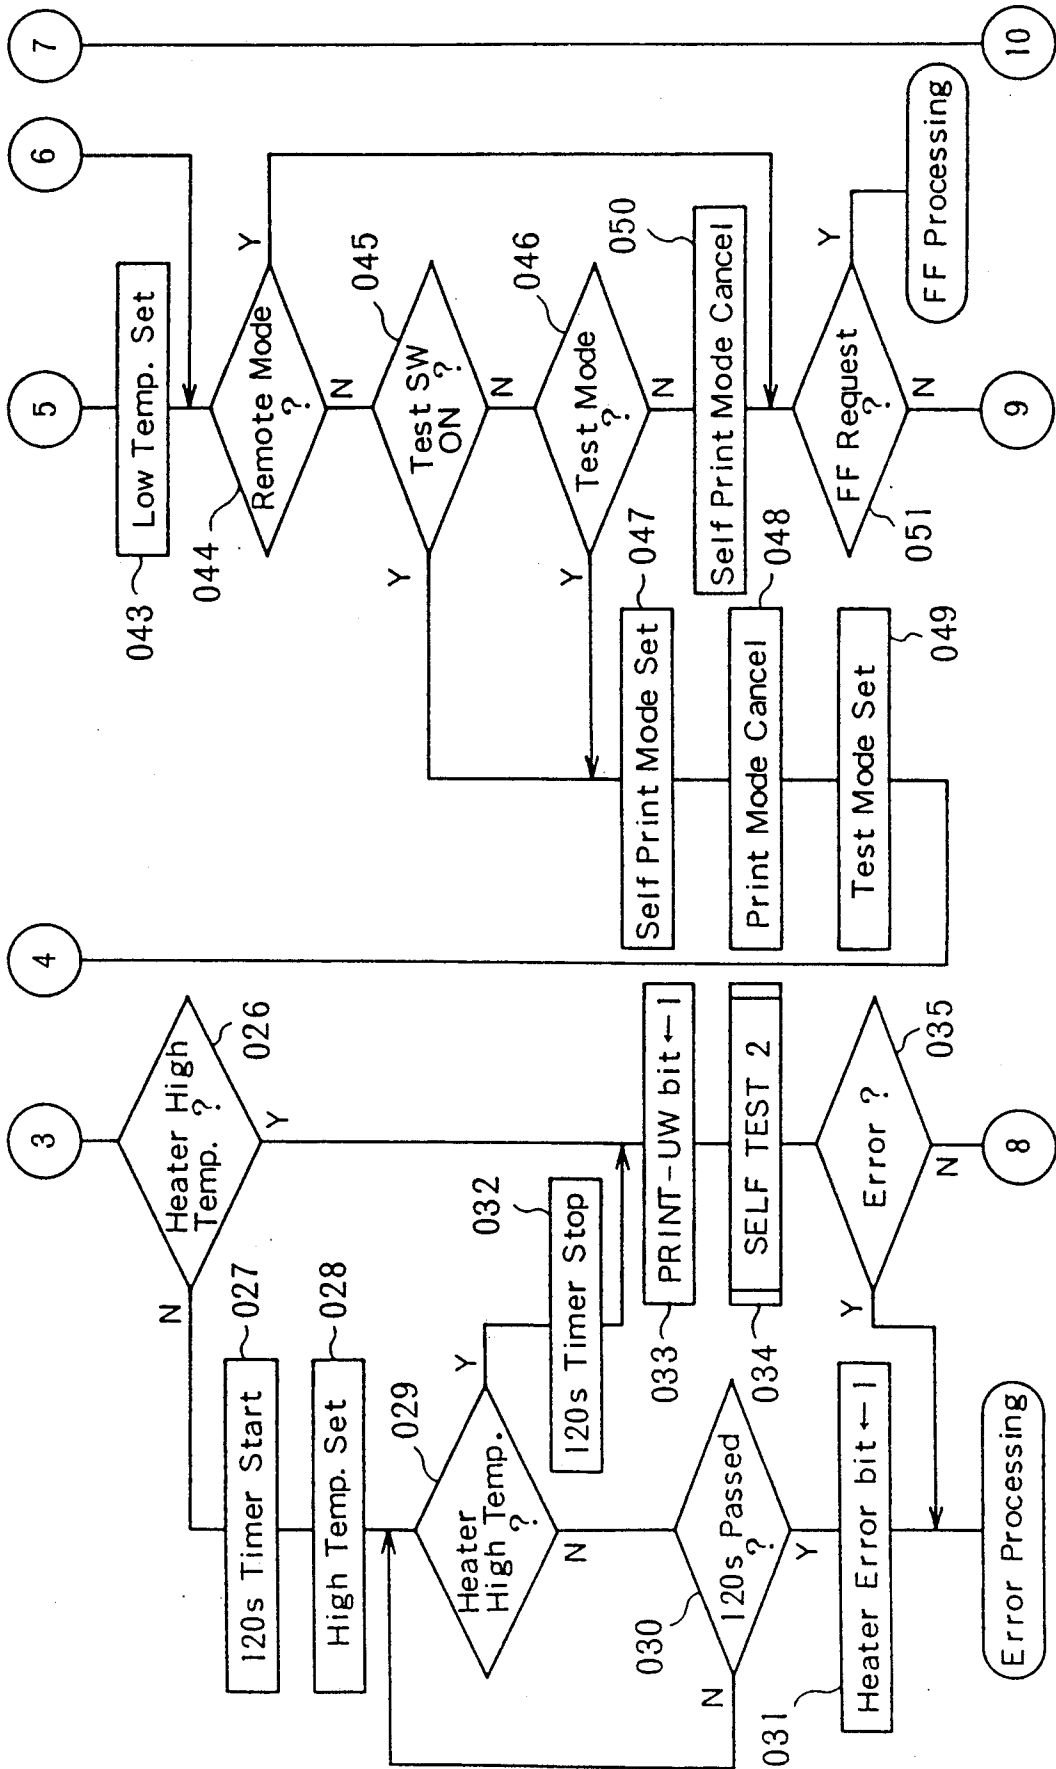 3
Heater High
Temp. ?
026
N
Y
120s Timer Start
027
High Temp. Set
028
Heater
High Temp.
?
029
Y
N
120s Timer Stop
032
120s Passed
?
030
N
Y
Heater Error bit ← 1
031
PRINT-UW bit ← 1
033
SELF TEST 2
034
Error ?
035
Y
N
Error Processing
8
4
5
6
7
Low Temp. Set
043
Remote Mode
?
044
Y
N
Test SW
ON ?
045
Y
N
Test Mode
?
046
Y
N
Self Print Mode Set
047
Print Mode Cancel
048
Test Mode Set
049
Self Print Mode Cancel
050
FF Request
?
051
Y
N
FF Processing
9
10